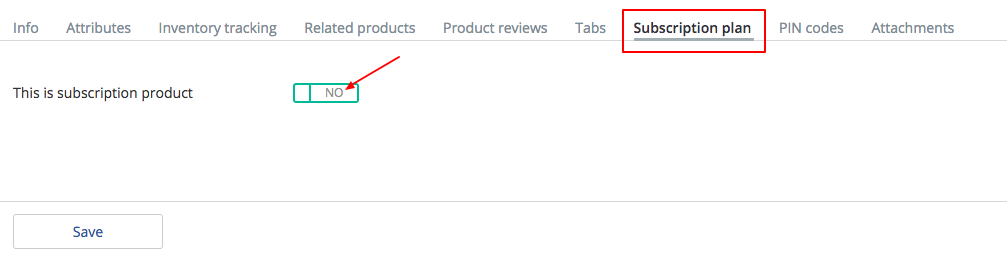 Info Attributes Inventory tracking Related products Product reviews Tabs Subscription plan PIN codes Attachments
This is subscription product NO
Save